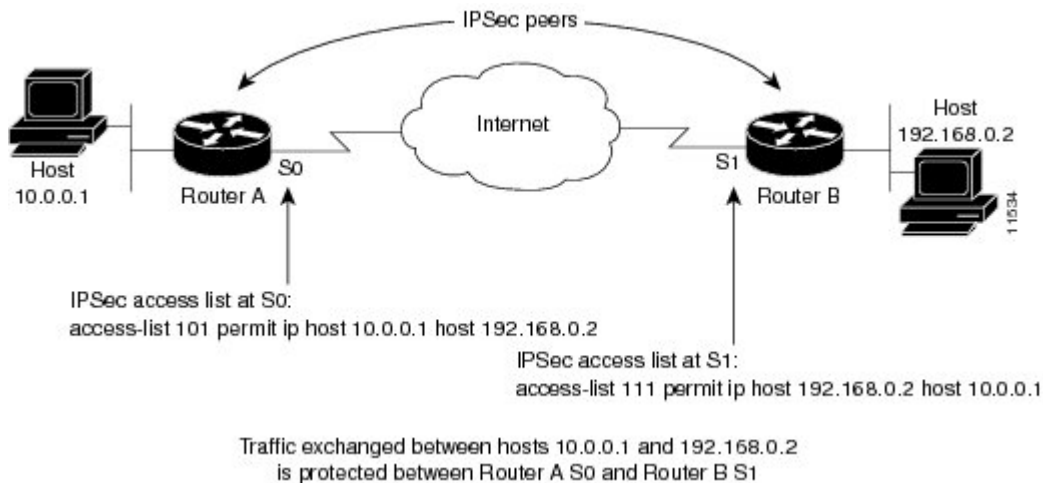 IPSec peers
Internet
Host
10.0.0.1
Router A
S0
S1
Router B
Host
192.168.0.2
11534
IPSec access list at S0:
access-list 101 permit ip host 10.0.0.1 host 192.168.0.2
IPSec access list at S1:
access-list 111 permit ip host 192.168.0.2 host 10.0.0.1
Traffic exchanged between hosts 10.0.0.1 and 192.168.0.2
is protected between Router A S0 and Router B S1